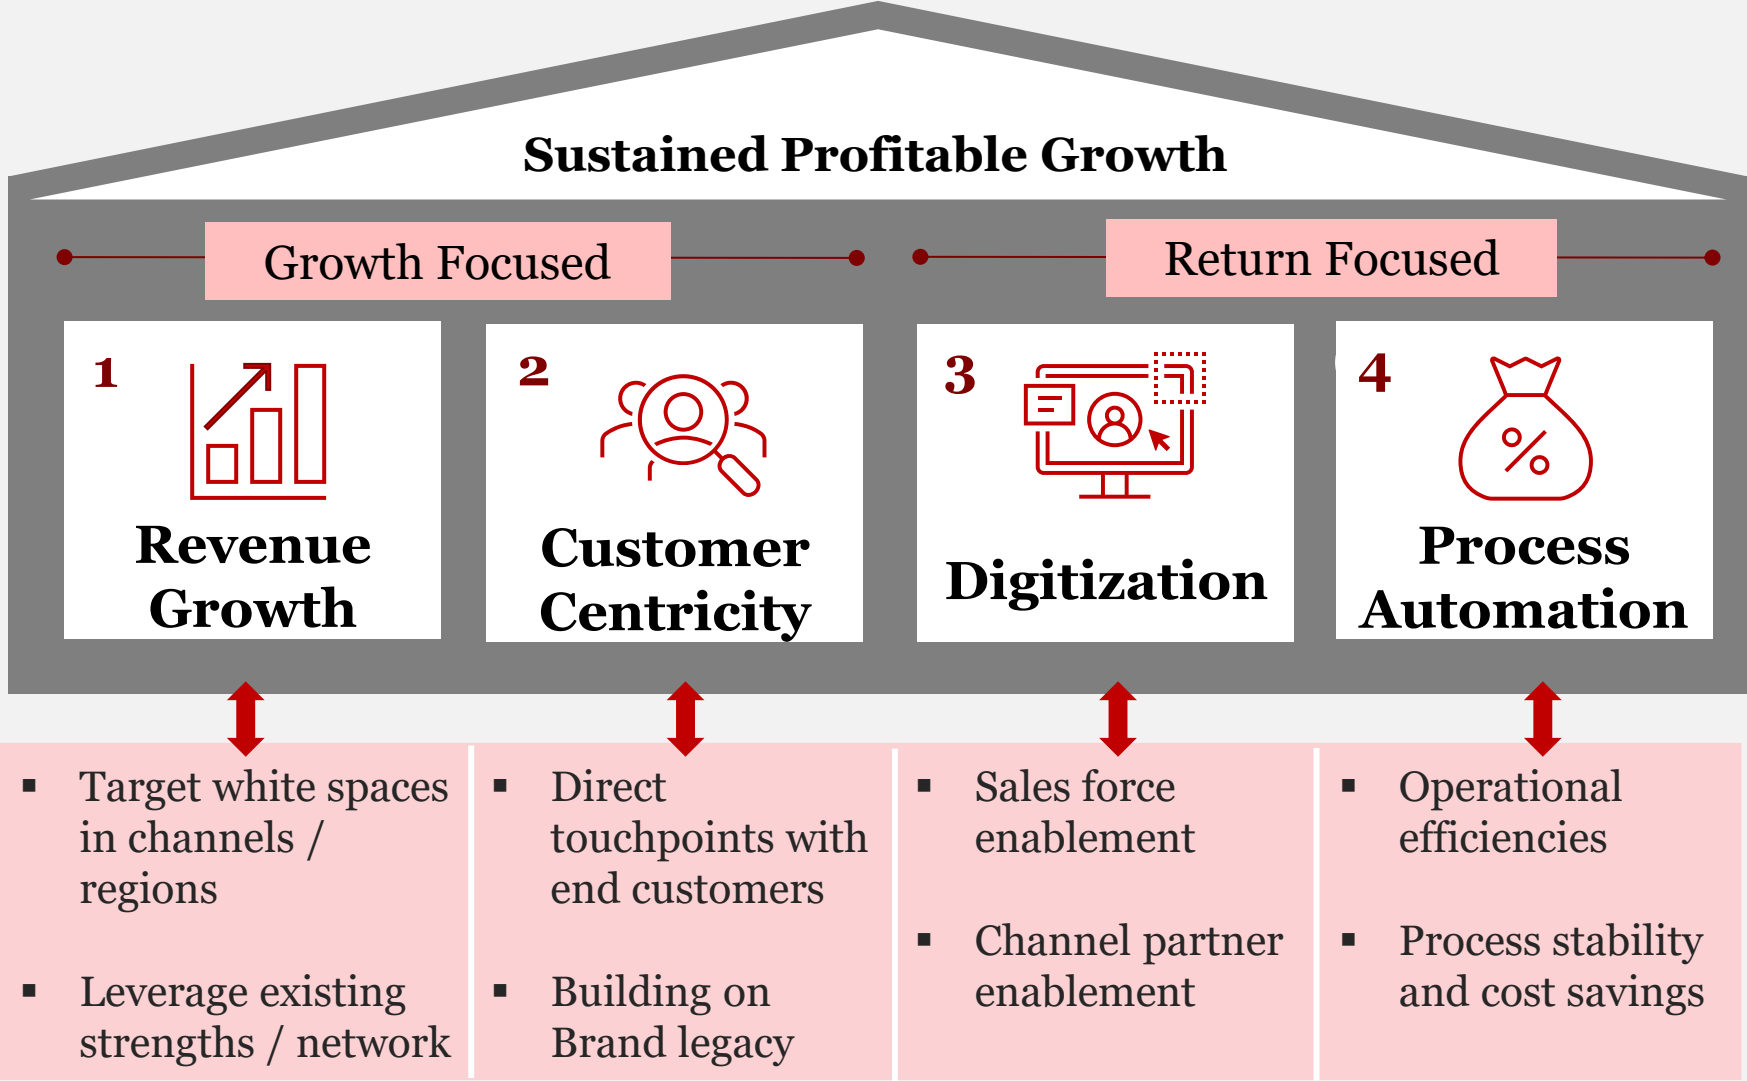 Sustained Profitable Growth
Growth Focused
Return Focused
1
Revenue
Growth
2
Customer
Centricity
3
Digitization
4
%
Process
Automation
▪ Target white spaces
in channels /
regions
▪ Leverage existing
strengths / network
▪ Direct
touchpoints with
end customers
▪ Building on
Brand legacy
▪ Sales force
enablement
▪ Channel partner
enablement
▪ Operational
efficiencies
▪ Process stability
and cost savings